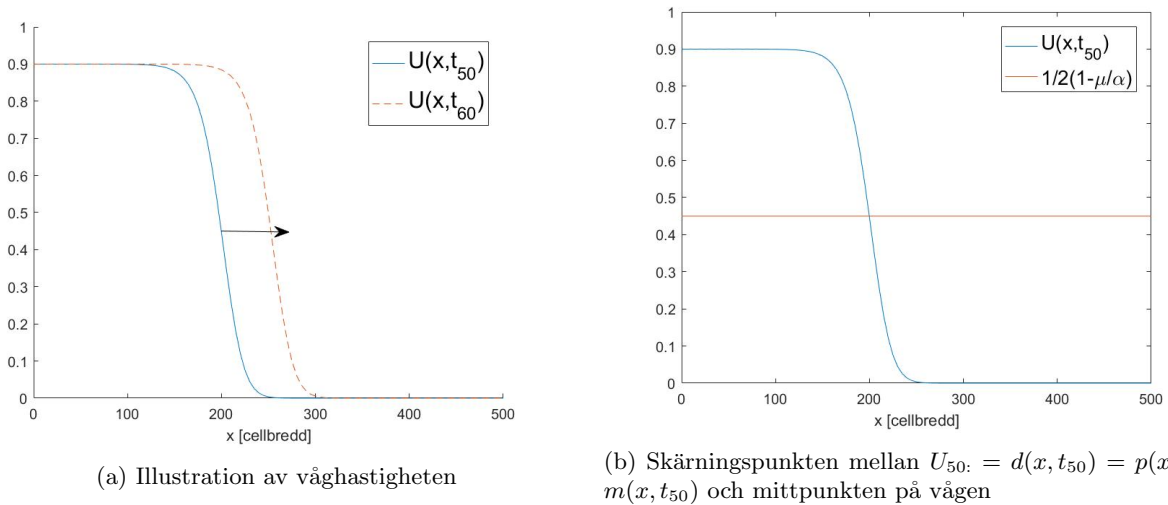 1
0.9
0.8
0.7
0.6
0.5
0.4
0.3
0.2
0.1
0
0 100 200 300 400 500
x [cellbredd]
U(x,t50)
U(x,t60)
(a) Illustration av våghastigheten
1
0.9
0.8
0.7
0.6
0.5
0.4
0.3
0.2
0.1
0
0 100 200 300 400 500
x [cellbredd]
U(x,t50)
1/2(1-μ/α)
(b) Skärningspunkten mellan U50: = d(x, t50) = p(x
m(x, t50) och mittpunkten på vågen